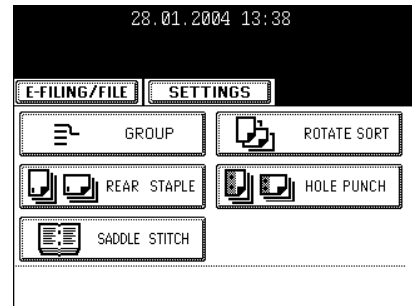 28.01.2004 13:38
E-FILING/FILE SETTINGS
GROUP ROTATE SORT
REAR STAPLE HOLE PUNCH
SADDLE STITCH